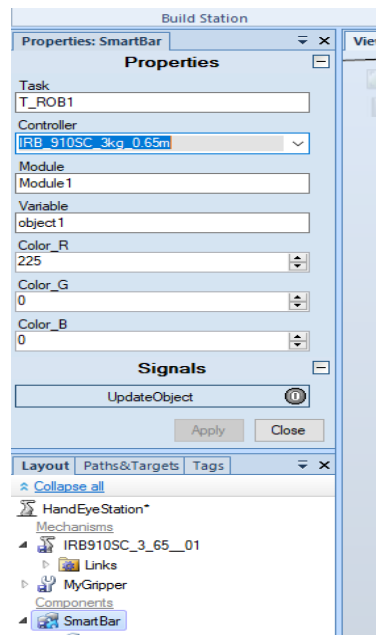 Build Station
Properties: SmartBar
Vie
Properties
Task
T_ROB1
Controller
IRB_910SC_3kg_0.65m
Module
Module1
Variable
object1
Color_R
225
Color_G
0
Color_B
0
Signals
UpdateObject
Apply Close
Layout Paths&Targets Tags
Collapse all
HandEyeStation*
Mechanisms
IRB910SC_3_65__01
Links
MyGripper
Components
SmartBar